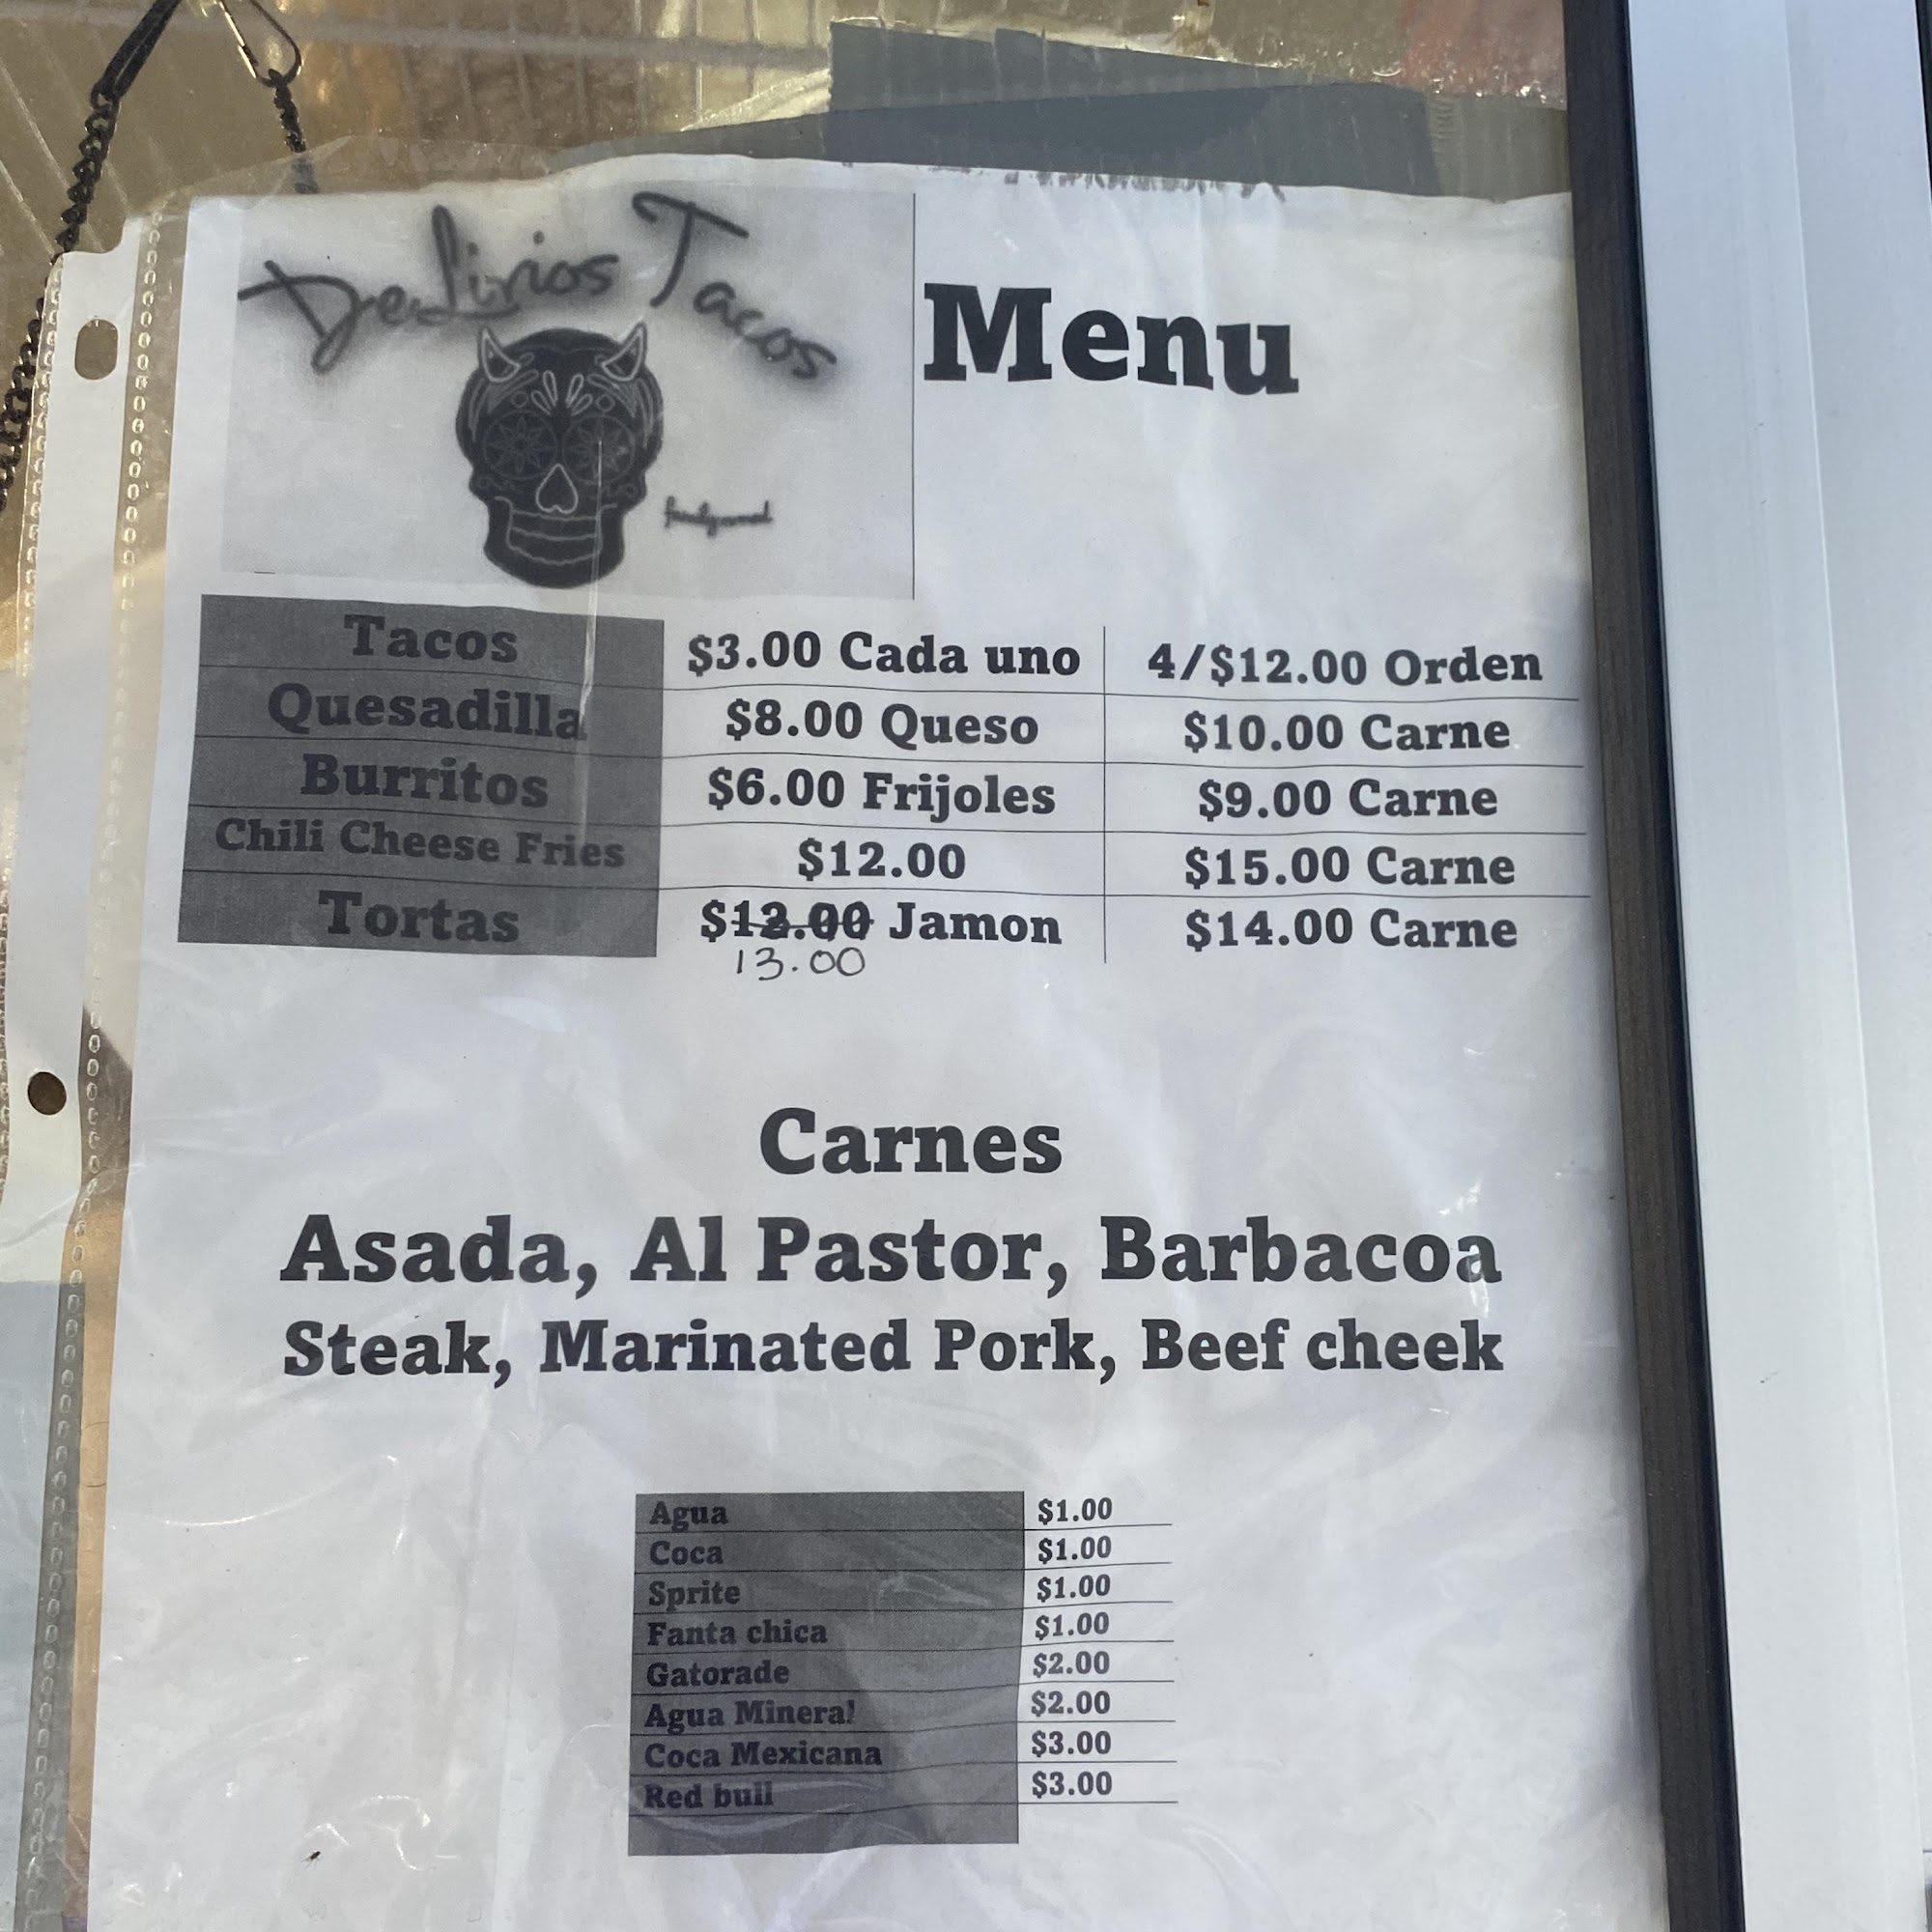 Delirios Tacos
Menu
Tacos $3.00 Cada uno 4/$12.00 Orden
Quesadilla $8.00 Queso $10.00 Carne
Burritos $6.00 Frijoles $9.00 Carne
Chili Cheese Fries $12.00 $15.00 Carne
Tortas $12.00 Jamon $14.00 Carne
13.00
Carnes
Asada, Al Pastor, Barbacoa
Steak, Marinated Pork, Beef cheek
Agua $1.00
Coca $1.00
Sprite $1.00
Fanta chica $1.00
Gatorade $2.00
Agua Mineral $2.00
Coca Mexicana $3.00
Red bull $3.00